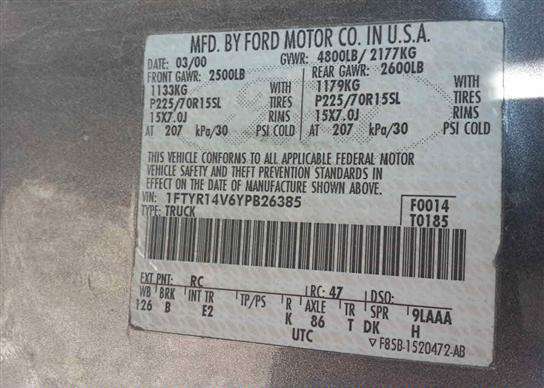 MFD. BY FORD MOTOR CO. IN U.S.A.
DATE: 03/00 GVWR: 4800LB/ 2177KG
FRONT GAWR: 2500LB REAR GAWR: 2600LB
1133KG WITH 1179KG WITH
P225/70R15SL TIRES P225/70R15SL TIRES
15X7.0J RIMS 15X7.0J RIMS
AT 207 kPa/30 PSI COLD AT 207 kPa/30 PSI COLD
THIS VEHICLE CONFORMS TO ALL APPLICABLE FEDERAL MOTOR
VEHICLE SAFETY AND THEFT PREVENTION STANDARDS IN
EFFECT ON THE DATE OF MANUFACTURE SHOWN ABOVE.
VIN: 1FTYR14V6YPB26385 F0014
TYPE: TRUCK T0185
EXT PNT: RC RC: 47 DSO:
WB BRK INT TR TP/PS R AXLE TR SPR 9LAAA
126 B E2 K 86 T DK H
UTC ▽F8SB-1520472-AB